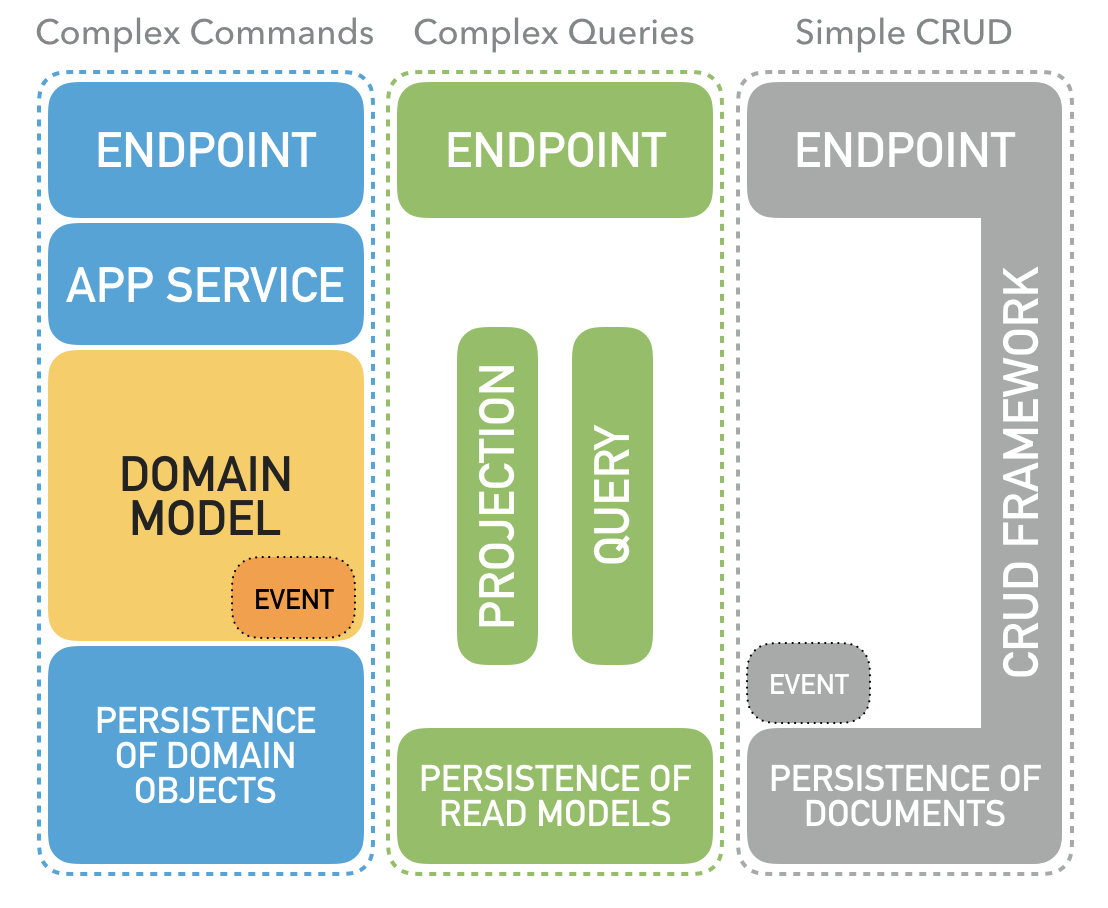 Complex Commands
Complex Queries
Simple CRUD
ENDPOINT
APP SERVICE
DOMAIN
MODEL
EVENT
PERSISTENCE
OF DOMAIN
OBJECTS
ENDPOINT
PROJECTION
QUERY
PERSISTENCE OF
READ MODELS
ENDPOINT
CRUD FRAMEWORK
EVENT
PERSISTENCE OF
DOCUMENTS